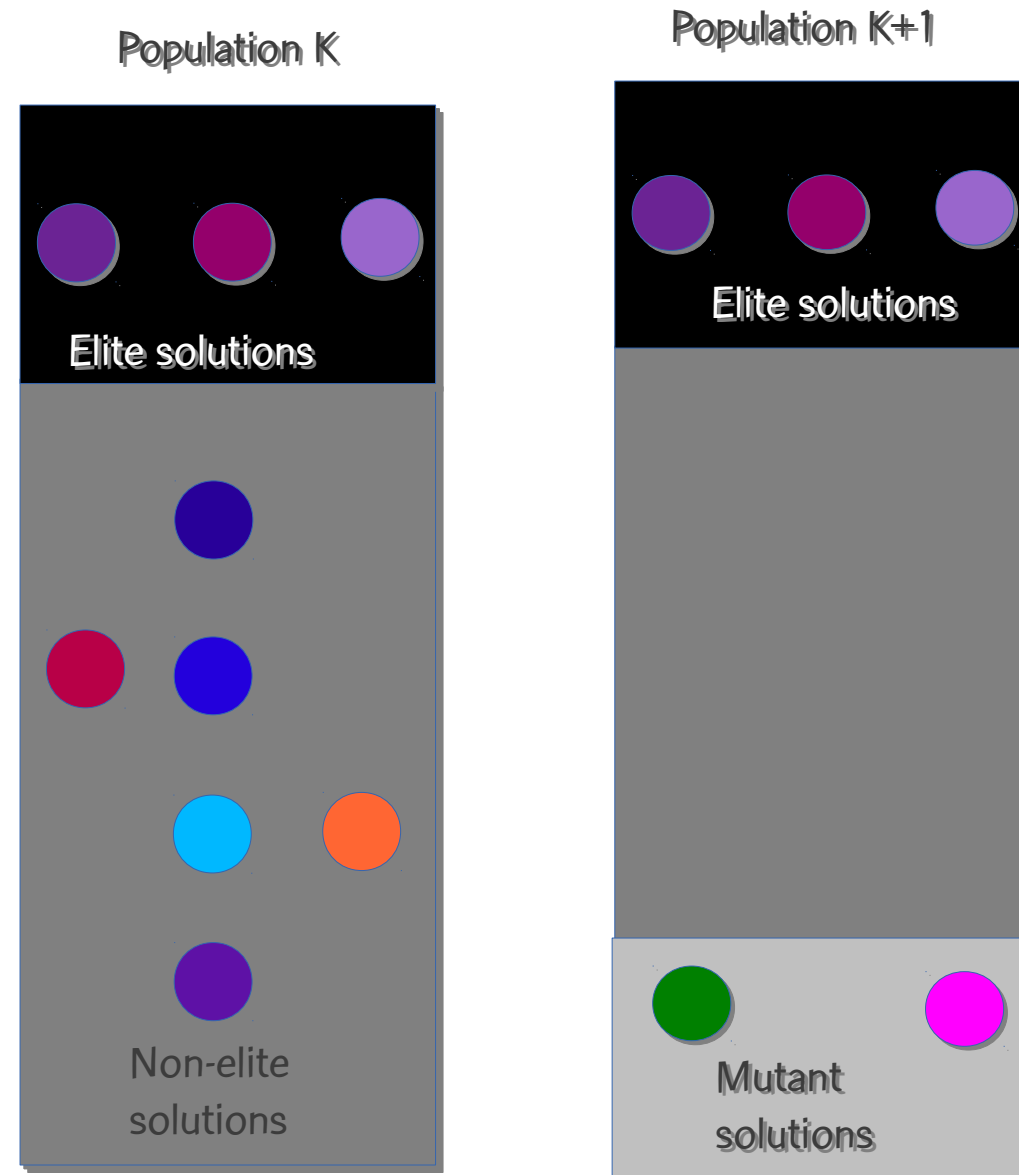 Population K
Population K+1
Elite solutions
Elite solutions
Non-elite
solutions
Mutant
solutions